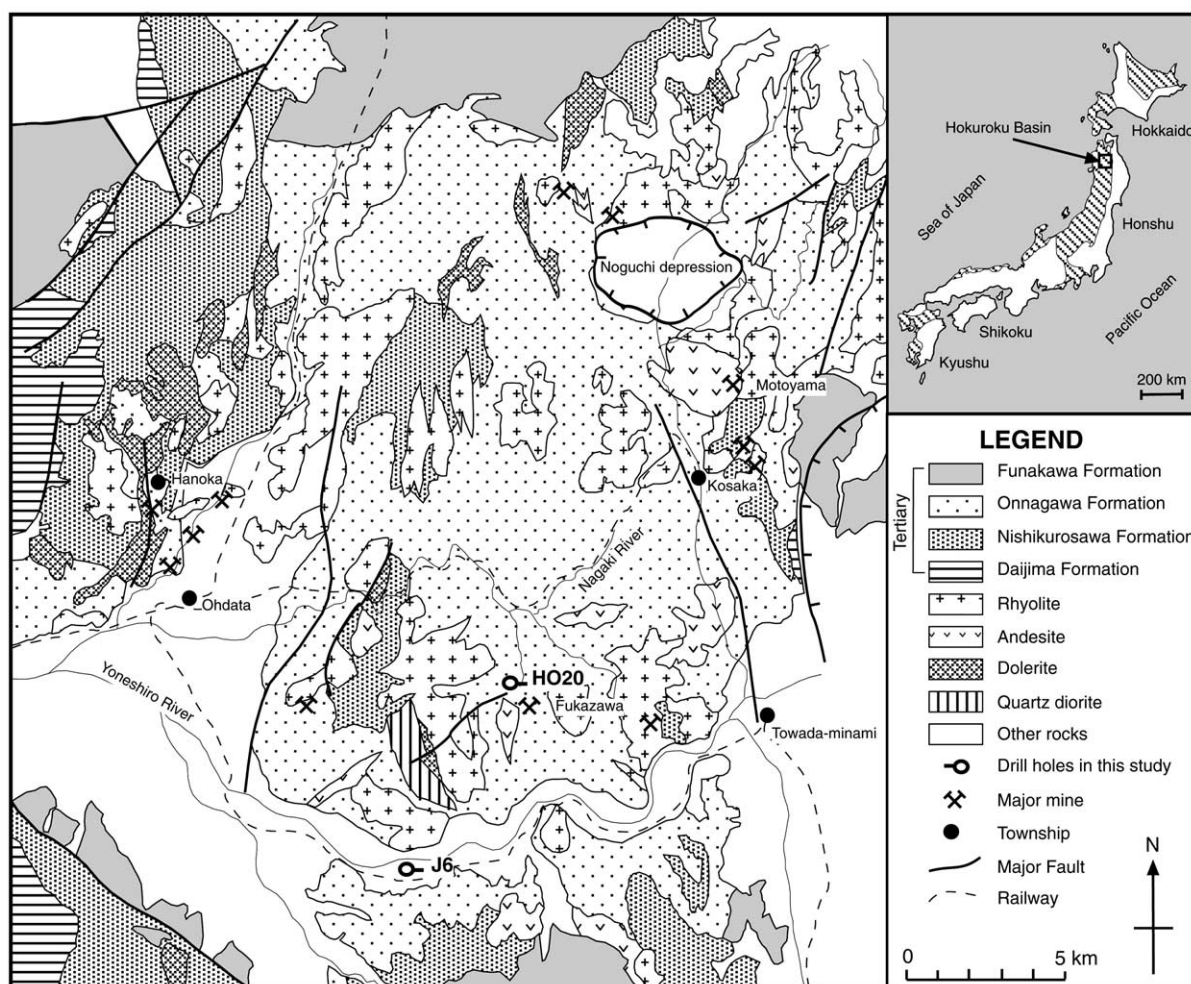 Noguchi depression
Motoyama
Hanoka
Kosaka
Nagaki River
Ohdata
HO20
Yoneshiro River
Fukazawa
Towada-minami
J6
Hokuroku Basin
Hokkaido
Sea of Japan
Honshu
Pacific Ocean
Shikoku
Kyushu
200 km
LEGEND
Tertiary
Funakawa Formation
Onnagawa Formation
Nishikurosawa Formation
Daijima Formation
Rhyolite
Andesite
Dolerite
Quartz diorite
Other rocks
Drill holes in this study
Major mine
Township
Major Fault
Railway
N
0 5 km